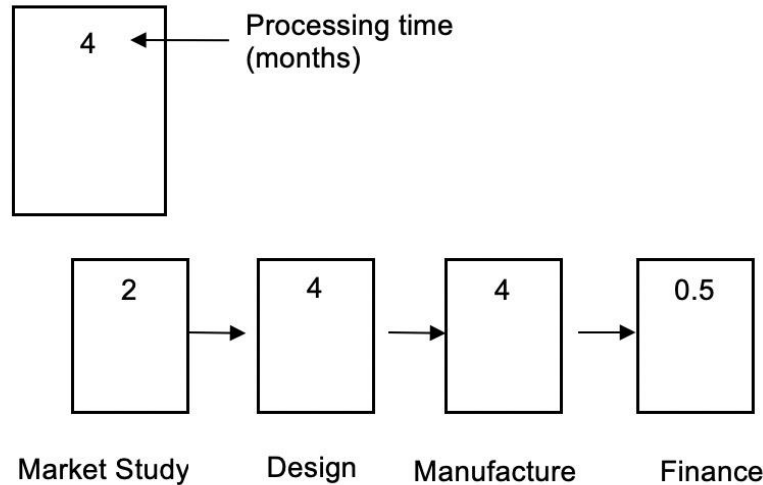 4
Processing time
(months)
2
4
4
0.5
Market Study
Design
Manufacture
Finance